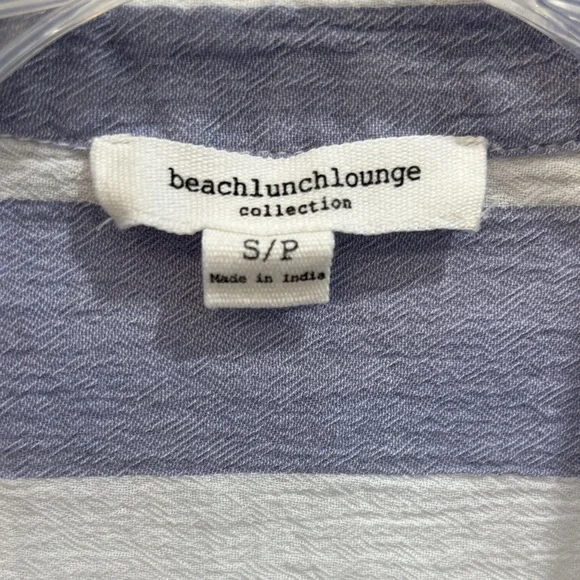 beachlunchlounge
collection
S/P
Made in India